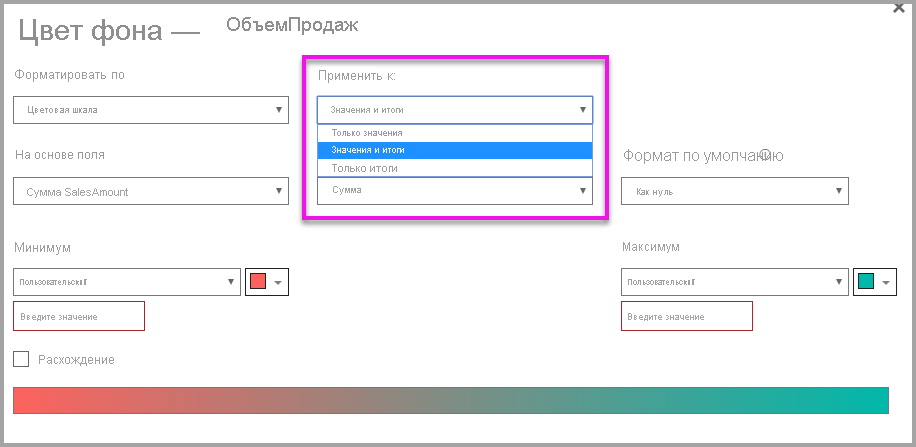 Цвет фона — ОбъемПродаж
Форматировать по
Применить к:
Цветовая шкала
Значения и итоги
Только значения
Значения и итоги
Только итоги
На основе поля
Формат по умолчанию
Сумма SalesAmount
Сумма
Как нуль
Минимум
Максимум
Пользовательский
Пользовательский
Введите значение
Введите значение
Расхождение